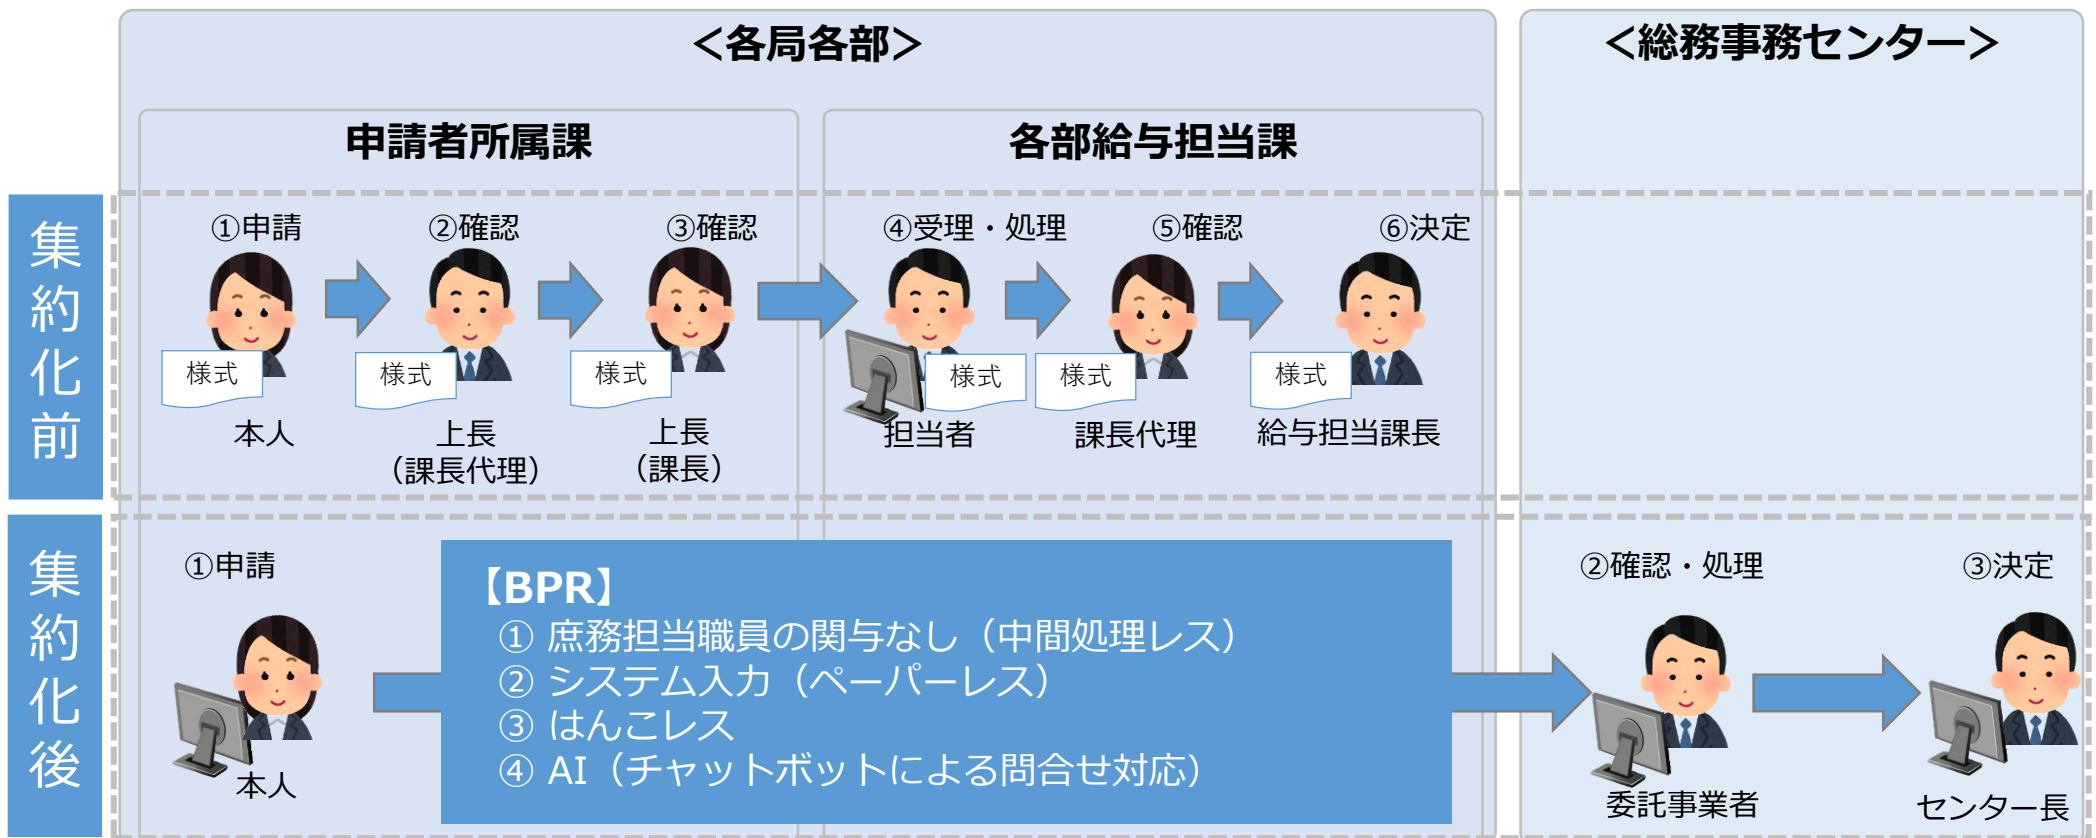 ＜各局各部＞
＜総務事務センター＞
申請者所属課
各部給与担当課
集約化前
①申請
②確認
③確認
④受理・処理
⑤確認
⑥決定
様式
様式
様式
様式
様式
様式
本人
上長
（課長代理）
上長
（課長）
担当者
課長代理
給与担当課長
集約化後
①申請
本人
【BPR】
① 庶務担当職員の関与なし（中間処理レス）
② システム入力（ペーパーレス）
③ はんこレス
④ AI（チャットボットによる問合せ対応）
②確認・処理
③決定
委託事業者
センター長